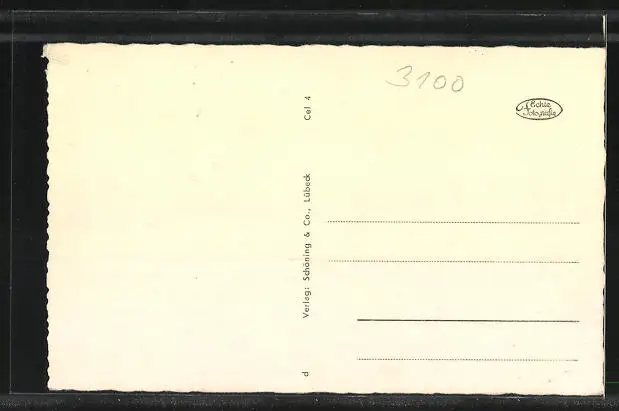 3100
Echte
Fotografie
d Verlag: Schöning & Co., Lübeck Cel 4